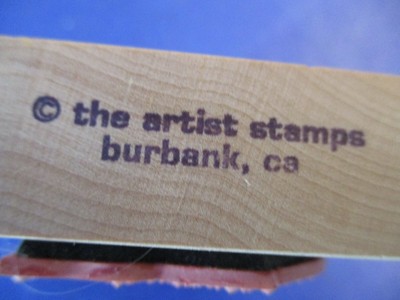 © the artist stamps
burbank, ca